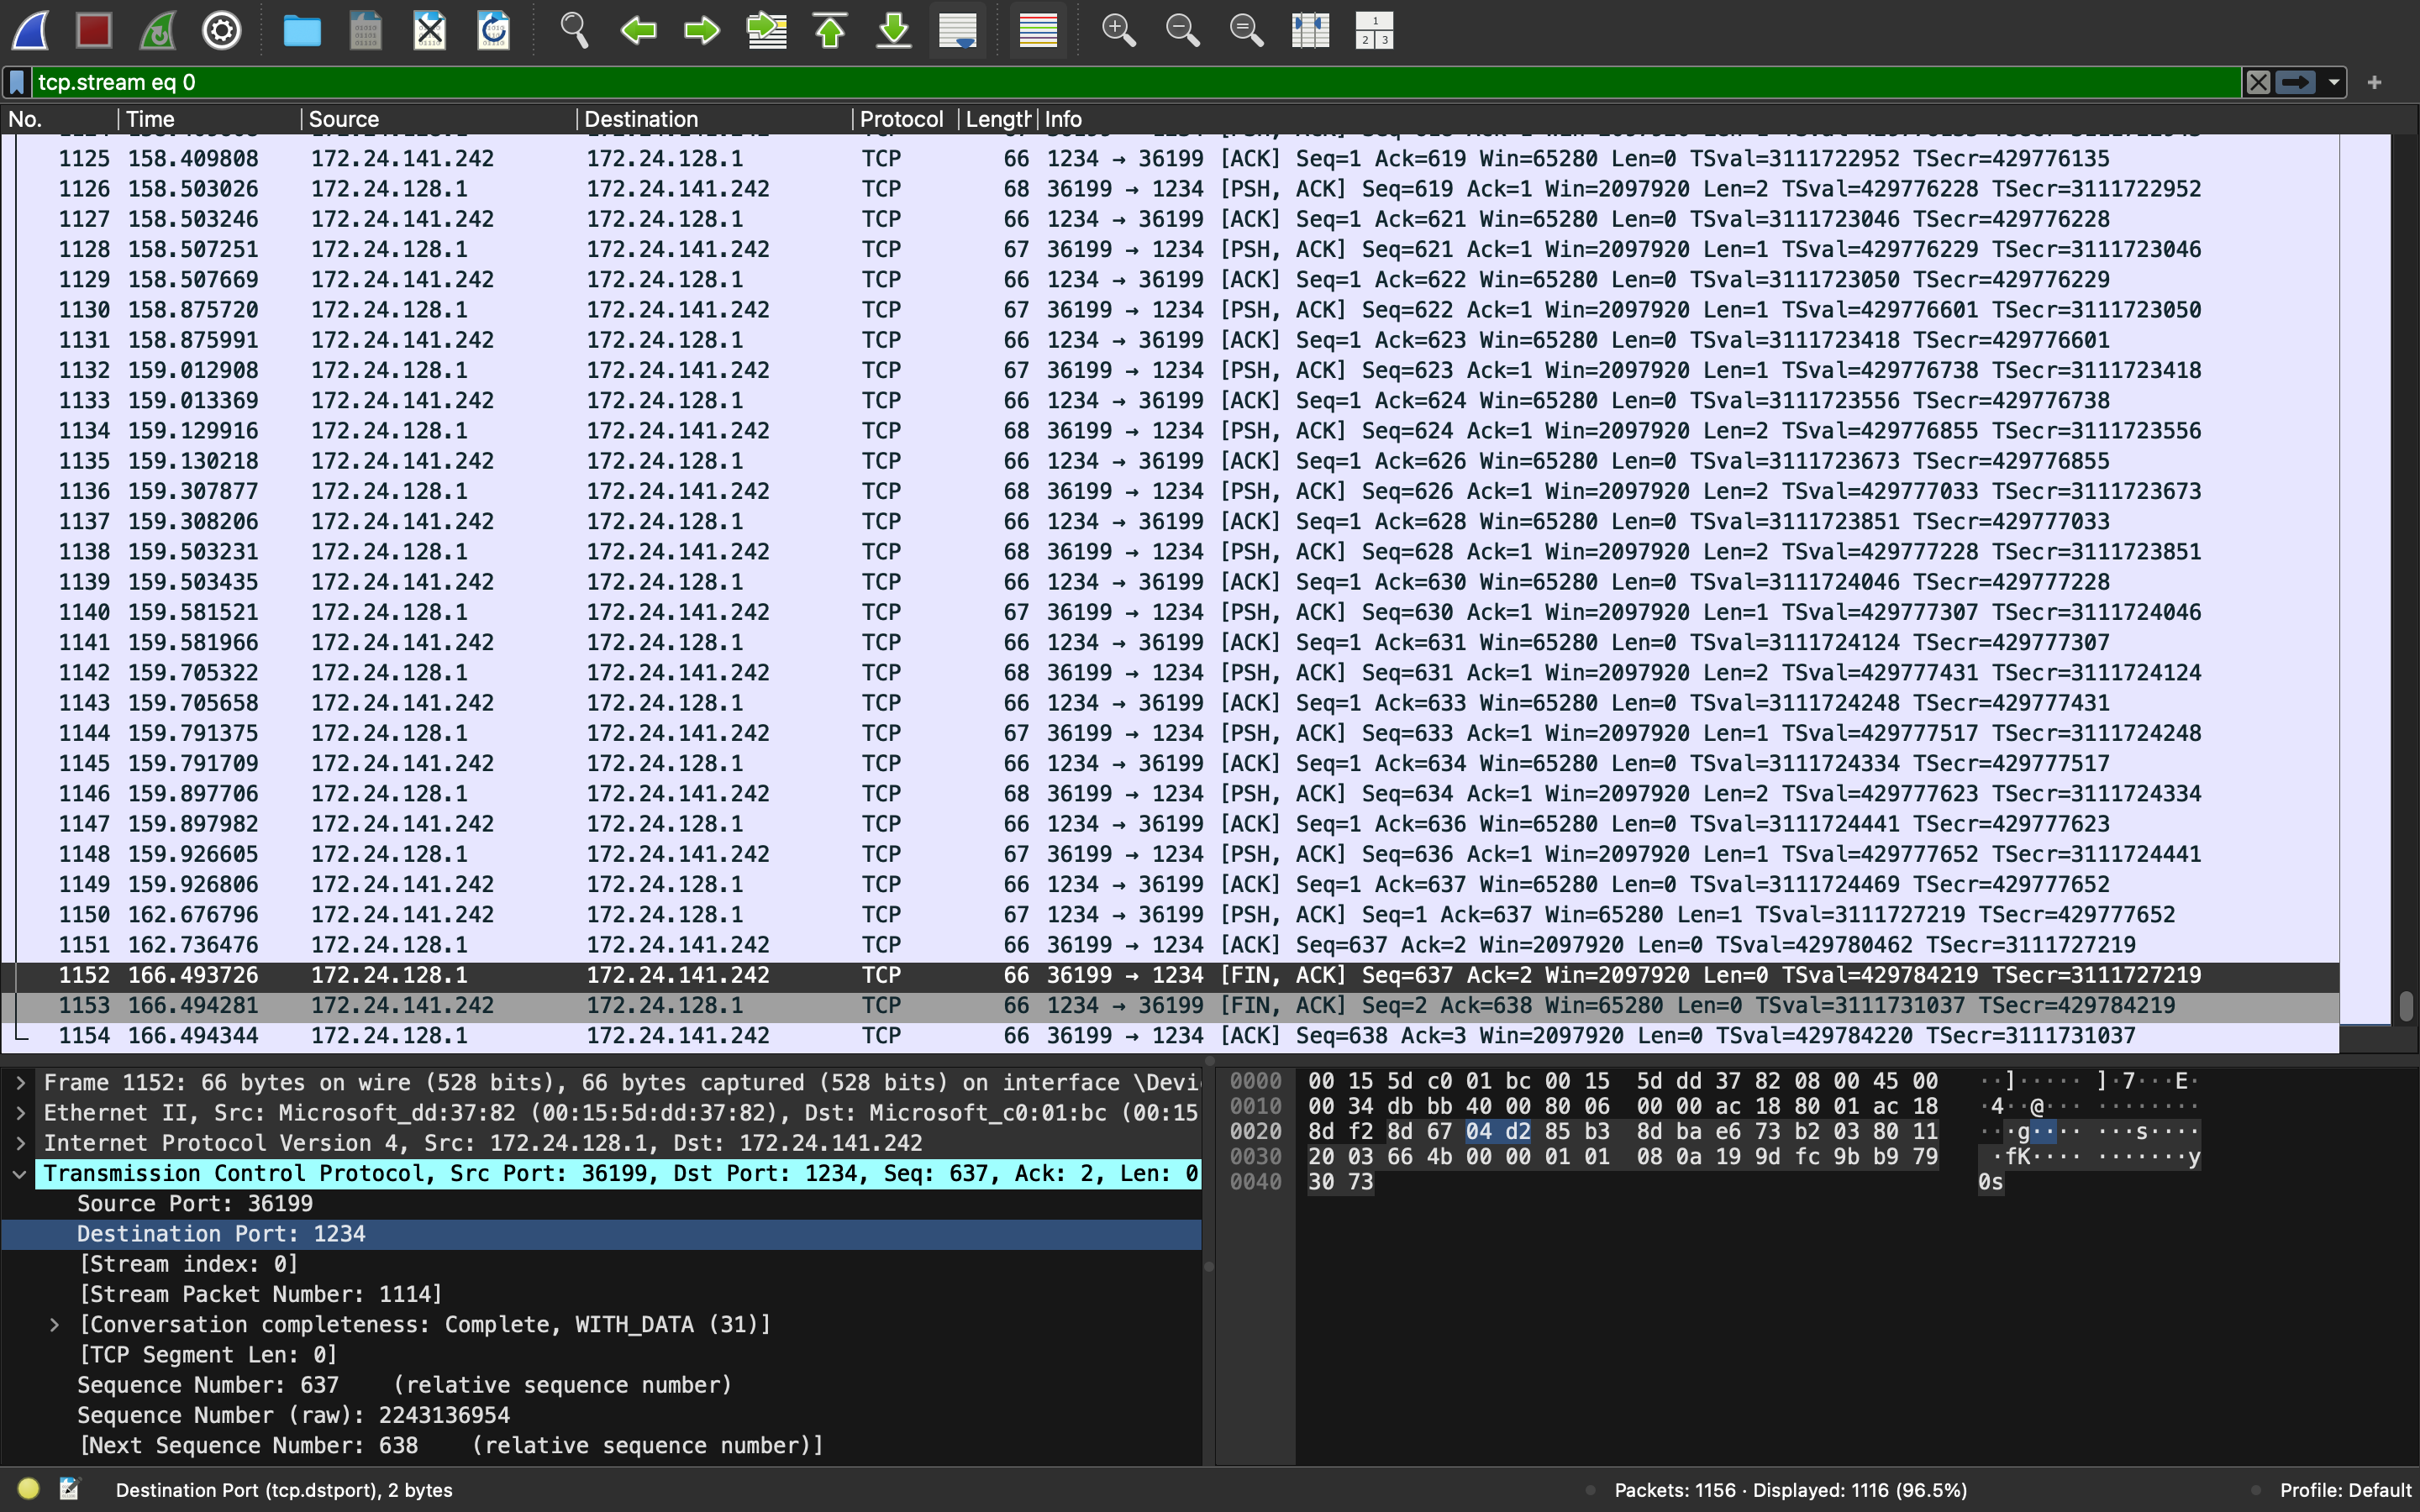 tcp.stream eq 0
No. Time Source Destination Protocol Length Info
1125 158.409808 172.24.141.242 172.24.128.1 TCP 66 1234 → 36199 [ACK] Seq=1 Ack=619 Win=65280 Len=0 TSval=3111722952 TSecr=429776135
1126 158.503026 172.24.128.1 172.24.141.242 TCP 68 36199 → 1234 [PSH, ACK] Seq=619 Ack=1 Win=2097920 Len=2 TSval=429776228 TSecr=3111722952
1127 158.503246 172.24.141.242 172.24.128.1 TCP 66 1234 → 36199 [ACK] Seq=1 Ack=621 Win=65280 Len=0 TSval=3111723046 TSecr=429776228
1128 158.507251 172.24.128.1 172.24.141.242 TCP 67 36199 → 1234 [PSH, ACK] Seq=621 Ack=1 Win=2097920 Len=1 TSval=429776229 TSecr=3111723046
1129 158.507669 172.24.141.242 172.24.128.1 TCP 66 1234 → 36199 [ACK] Seq=1 Ack=622 Win=65280 Len=0 TSval=3111723050 TSecr=429776229
1130 158.875720 172.24.128.1 172.24.141.242 TCP 67 36199 → 1234 [PSH, ACK] Seq=622 Ack=1 Win=2097920 Len=1 TSval=429776601 TSecr=3111723050
1131 158.875991 172.24.141.242 172.24.128.1 TCP 66 1234 → 36199 [ACK] Seq=1 Ack=623 Win=65280 Len=0 TSval=3111723418 TSecr=429776601
1132 159.012908 172.24.128.1 172.24.141.242 TCP 67 36199 → 1234 [PSH, ACK] Seq=623 Ack=1 Win=2097920 Len=1 TSval=429776738 TSecr=3111723418
1133 159.013369 172.24.141.242 172.24.128.1 TCP 66 1234 → 36199 [ACK] Seq=1 Ack=624 Win=65280 Len=0 TSval=3111723556 TSecr=429776738
1134 159.129916 172.24.128.1 172.24.141.242 TCP 68 36199 → 1234 [PSH, ACK] Seq=624 Ack=1 Win=2097920 Len=2 TSval=429776855 TSecr=3111723556
1135 159.130218 172.24.141.242 172.24.128.1 TCP 66 1234 → 36199 [ACK] Seq=1 Ack=626 Win=65280 Len=0 TSval=3111723673 TSecr=429776855
1136 159.307877 172.24.128.1 172.24.141.242 TCP 68 36199 → 1234 [PSH, ACK] Seq=626 Ack=1 Win=2097920 Len=2 TSval=429777033 TSecr=3111723673
1137 159.308206 172.24.141.242 172.24.128.1 TCP 66 1234 → 36199 [ACK] Seq=1 Ack=628 Win=65280 Len=0 TSval=3111723851 TSecr=429777033
1138 159.503231 172.24.128.1 172.24.141.242 TCP 68 36199 → 1234 [PSH, ACK] Seq=628 Ack=1 Win=2097920 Len=2 TSval=429777228 TSecr=3111723851
1139 159.503435 172.24.141.242 172.24.128.1 TCP 66 1234 → 36199 [ACK] Seq=1 Ack=630 Win=65280 Len=0 TSval=3111724046 TSecr=429777228
1140 159.581521 172.24.128.1 172.24.141.242 TCP 67 36199 → 1234 [PSH, ACK] Seq=630 Ack=1 Win=2097920 Len=1 TSval=429777307 TSecr=3111724046
1141 159.581966 172.24.141.242 172.24.128.1 TCP 66 1234 → 36199 [ACK] Seq=1 Ack=631 Win=65280 Len=0 TSval=3111724124 TSecr=429777307
1142 159.705322 172.24.128.1 172.24.141.242 TCP 68 36199 → 1234 [PSH, ACK] Seq=631 Ack=1 Win=2097920 Len=2 TSval=429777431 TSecr=3111724124
1143 159.705658 172.24.141.242 172.24.128.1 TCP 66 1234 → 36199 [ACK] Seq=1 Ack=633 Win=65280 Len=0 TSval=3111724248 TSecr=429777431
1144 159.791375 172.24.128.1 172.24.141.242 TCP 67 36199 → 1234 [PSH, ACK] Seq=633 Ack=1 Win=2097920 Len=1 TSval=429777517 TSecr=3111724248
1145 159.791709 172.24.141.242 172.24.128.1 TCP 66 1234 → 36199 [ACK] Seq=1 Ack=634 Win=65280 Len=0 TSval=3111724334 TSecr=429777517
1146 159.897706 172.24.128.1 172.24.141.242 TCP 68 36199 → 1234 [PSH, ACK] Seq=634 Ack=1 Win=2097920 Len=2 TSval=429777623 TSecr=3111724334
1147 159.897982 172.24.141.242 172.24.128.1 TCP 66 1234 → 36199 [ACK] Seq=1 Ack=636 Win=65280 Len=0 TSval=3111724441 TSecr=429777623
1148 159.926605 172.24.128.1 172.24.141.242 TCP 67 36199 → 1234 [PSH, ACK] Seq=636 Ack=1 Win=2097920 Len=1 TSval=429777652 TSecr=3111724441
1149 159.926806 172.24.141.242 172.24.128.1 TCP 66 1234 → 36199 [ACK] Seq=1 Ack=637 Win=65280 Len=0 TSval=3111724469 TSecr=429777652
1150 162.676796 172.24.141.242 172.24.128.1 TCP 67 1234 → 36199 [PSH, ACK] Seq=1 Ack=637 Win=65280 Len=1 TSval=3111727219 TSecr=429777652
1151 162.736476 172.24.128.1 172.24.141.242 TCP 66 36199 → 1234 [ACK] Seq=637 Ack=2 Win=2097920 Len=0 TSval=429780462 TSecr=3111727219
1152 166.493726 172.24.128.1 172.24.141.242 TCP 66 36199 → 1234 [FIN, ACK] Seq=637 Ack=2 Win=2097920 Len=0 TSval=429784219 TSecr=3111727219
1153 166.494281 172.24.141.242 172.24.128.1 TCP 66 1234 → 36199 [FIN, ACK] Seq=2 Ack=638 Win=65280 Len=0 TSval=3111731037 TSecr=429784219
1154 166.494344 172.24.128.1 172.24.141.242 TCP 66 36199 → 1234 [ACK] Seq=638 Ack=3 Win=2097920 Len=0 TSval=429784220 TSecr=3111731037
Frame 1152: 66 bytes on wire (528 bits), 66 bytes captured (528 bits) on interface \Devi
Ethernet II, Src: Microsoft_dd:37:82 (00:15:5d:dd:37:82), Dst: Microsoft_c0:01:bc (00:15
Internet Protocol Version 4, Src: 172.24.128.1, Dst: 172.24.141.242
Transmission Control Protocol, Src Port: 36199, Dst Port: 1234, Seq: 637, Ack: 2, Len: 0
Source Port: 36199
Destination Port: 1234
[Stream index: 0]
[Stream Packet Number: 1114]
[Conversation completeness: Complete, WITH_DATA (31)]
[TCP Segment Len: 0]
Sequence Number: 637 (relative sequence number)
Sequence Number (raw): 2243136954
[Next Sequence Number: 638 (relative sequence number)]
0000 00 15 5d c0 01 bc 00 15 5d dd 37 82 08 00 45 00 ··]····· ]·7···E·
0010 00 34 db bb 40 00 80 06 00 00 ac 18 80 01 ac 18 ·4··@··· ········
0020 8d f2 8d 67 04 d2 85 b3 8d ba e6 73 b2 03 80 11 ···g···· ···s····
0030 20 03 66 4b 00 00 01 01 08 0a 19 9d fc 9b b9 79 ·fK···· ·······y
0040 30 73 0s
Destination Port (tcp.dstport), 2 bytes
Packets: 1156 · Displayed: 1116 (96.5%)
Profile: Default